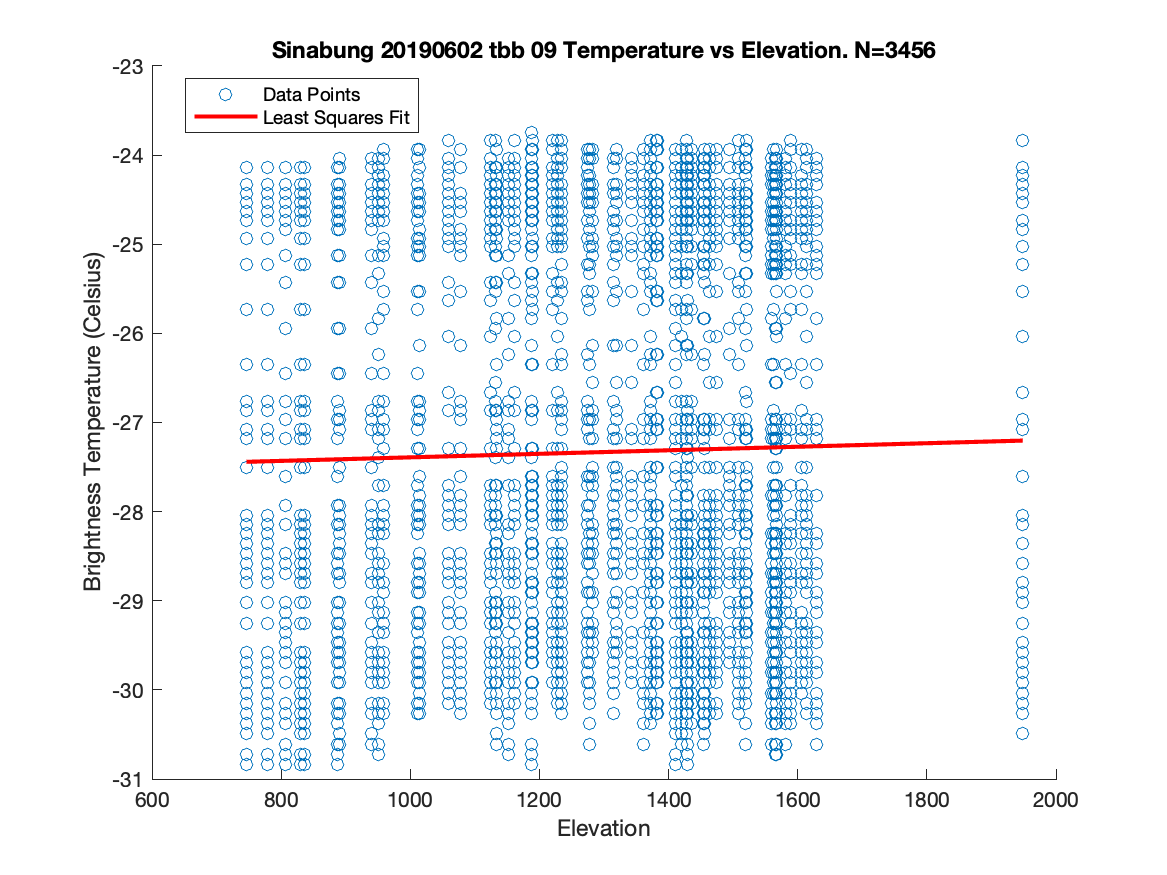 Sinabung 20190602 tbb 09 Temperature vs Elevation. N=3456
Data Points
Least Squares Fit
Brightness Temperature (Celsius)
-23
-24
-25
-26
-27
-28
-29
-30
-31
600 800 1000 1200 1400 1600 1800 2000
Elevation